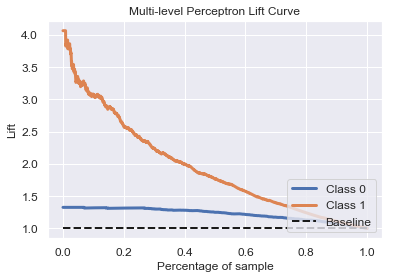 Multi-level Perceptron Lift Curve
Lift
4.0
3.5
3.0
2.5
2.0
1.5
1.0
Class 0
Class 1
Baseline
0.0 0.2 0.4 0.6 0.8 1.0
Percentage of sample